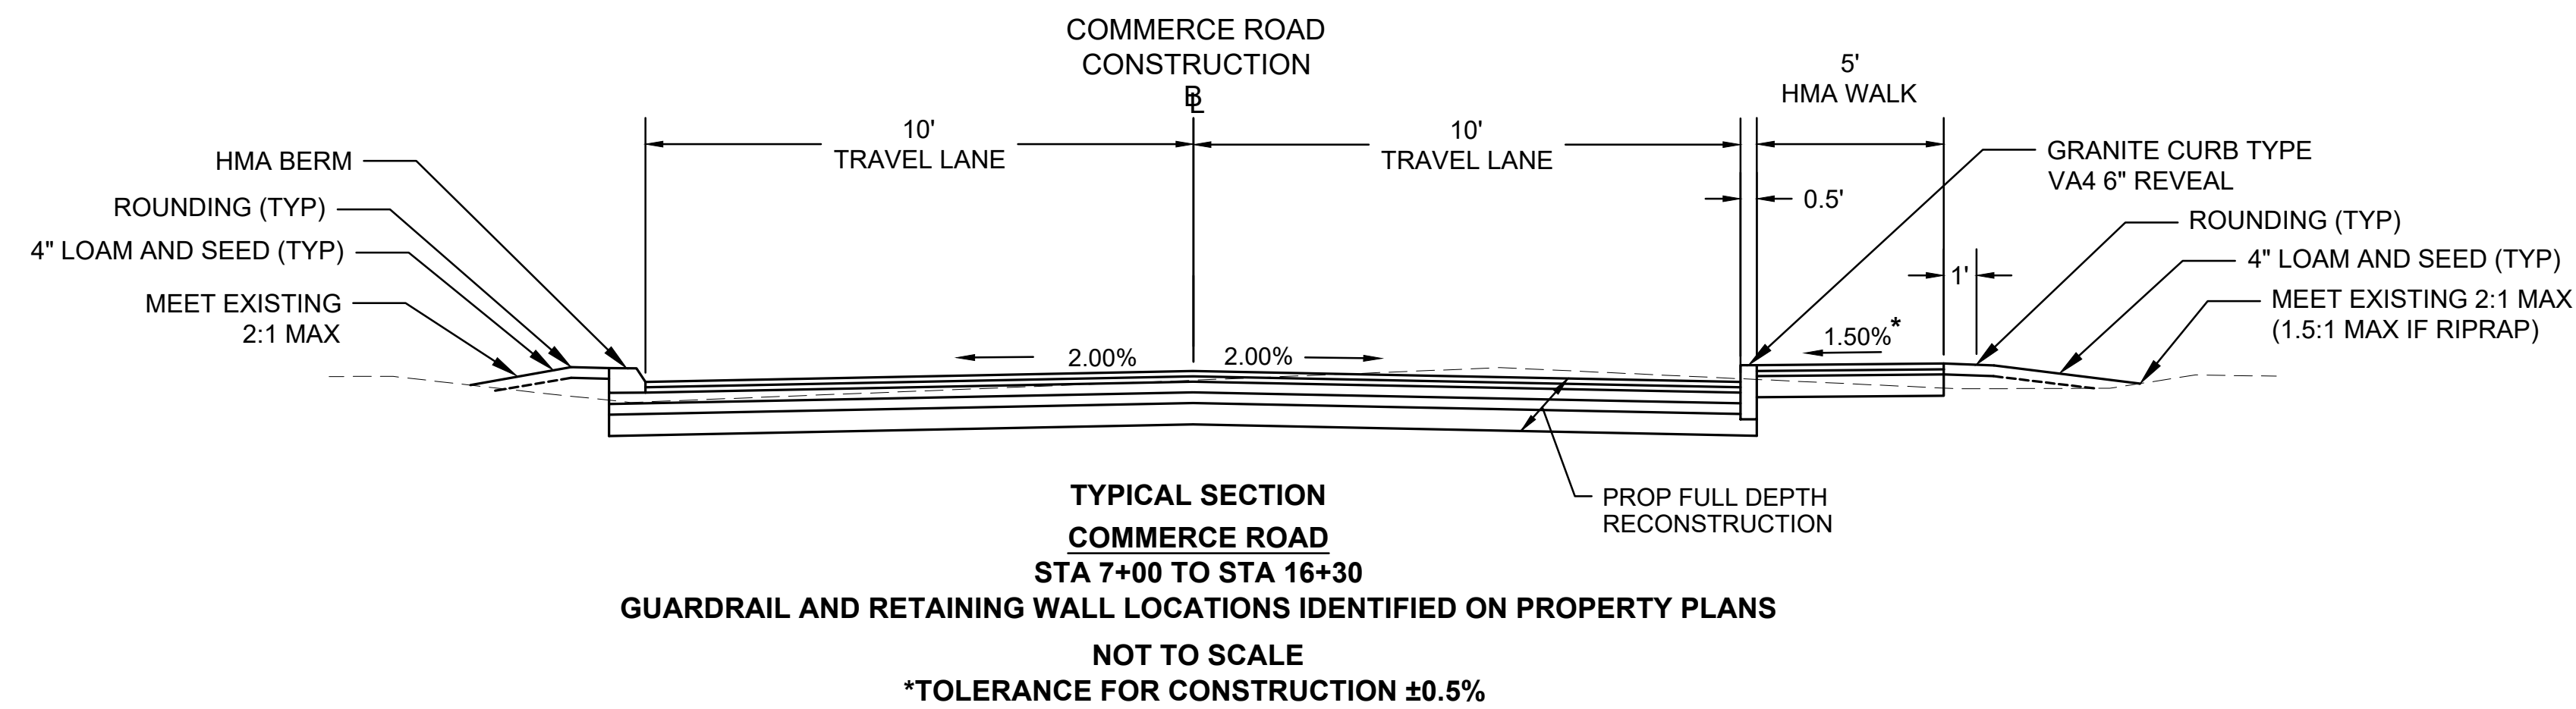 COMMERCE ROAD
CONSTRUCTION
BL
5'
HMA WALK
10'
TRAVEL LANE
10'
TRAVEL LANE
HMA BERM
ROUNDING (TYP)
4" LOAM AND SEED (TYP)
MEET EXISTING
2:1 MAX
0.5'
GRANITE CURB TYPE
VA4 6" REVEAL
ROUNDING (TYP)
1'
4" LOAM AND SEED (TYP)
MEET EXISTING 2:1 MAX
(1.5:1 MAX IF RIPRAP)
2.00%
2.00%
1.50%*
PROP FULL DEPTH
RECONSTRUCTION
TYPICAL SECTION
COMMERCE ROAD
STA 7+00 TO STA 16+30
GUARDRAIL AND RETAINING WALL LOCATIONS IDENTIFIED ON PROPERTY PLANS
NOT TO SCALE
*TOLERANCE FOR CONSTRUCTION ±0.5%